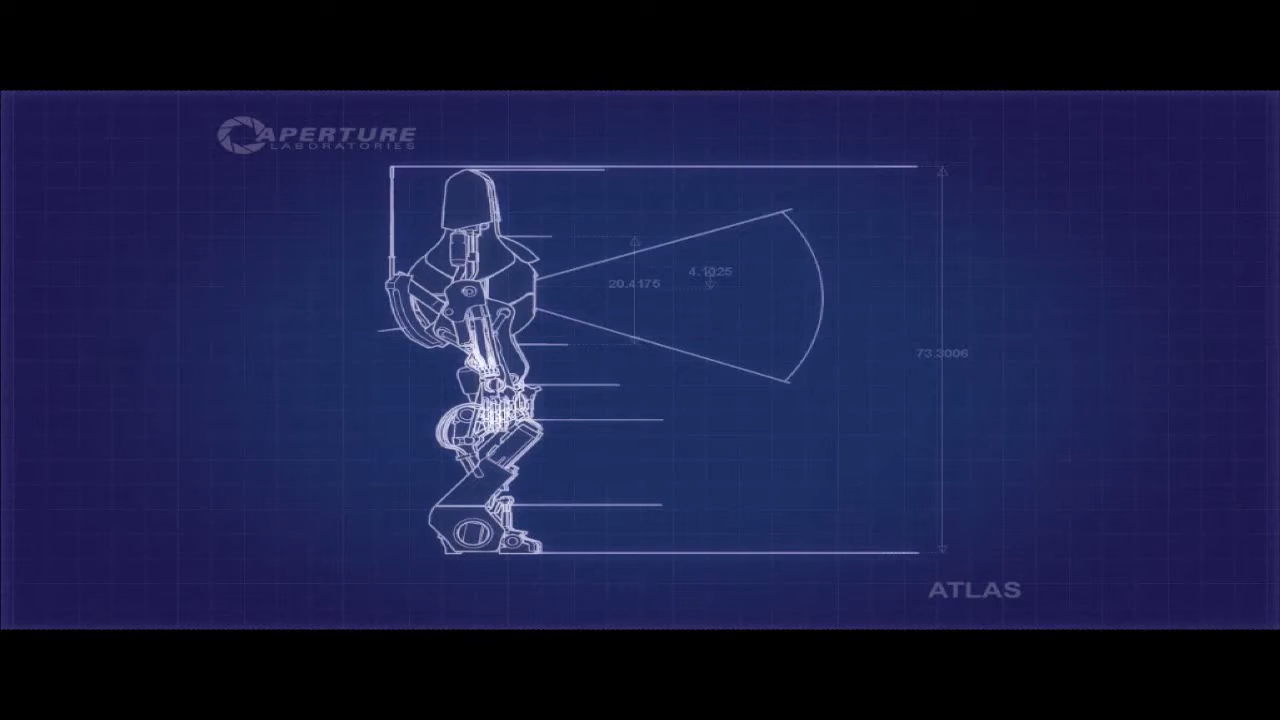 APERTURE
LABORATORIES
4.1025
20.4175
73.3006
ATLAS